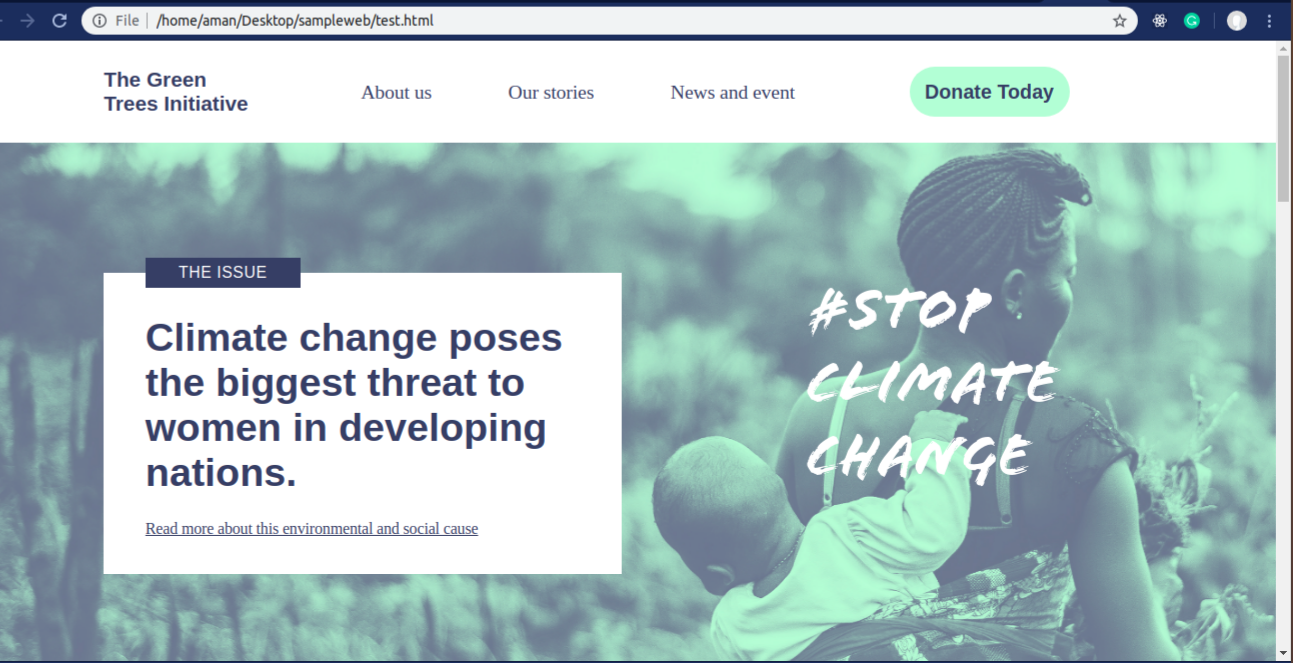 File /home/aman/Desktop/sampleweb/test.html
The Green
Trees Initiative
About us
Our stories
News and event
Donate Today
THE ISSUE
Climate change poses
the biggest threat to
women in developing
nations.
Read more about this environmental and social cause
#STOP
CLIMATE
CHANGE